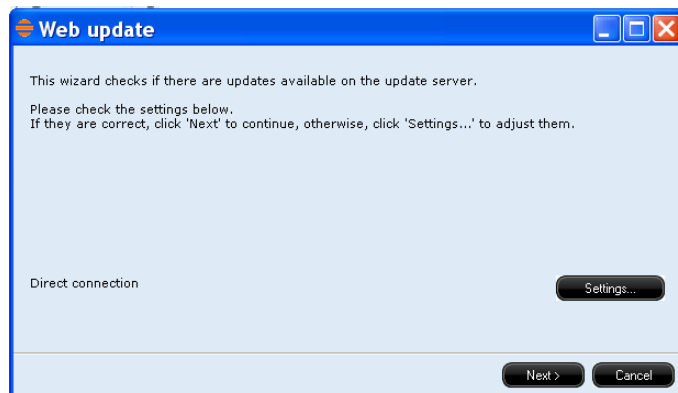 Web update
This wizard checks if there are updates available on the update server.
Please check the settings below.
If they are correct, click 'Next' to continue, otherwise, click 'Settings...' to adjust them.
Direct connection
Settings...
Next >
Cancel